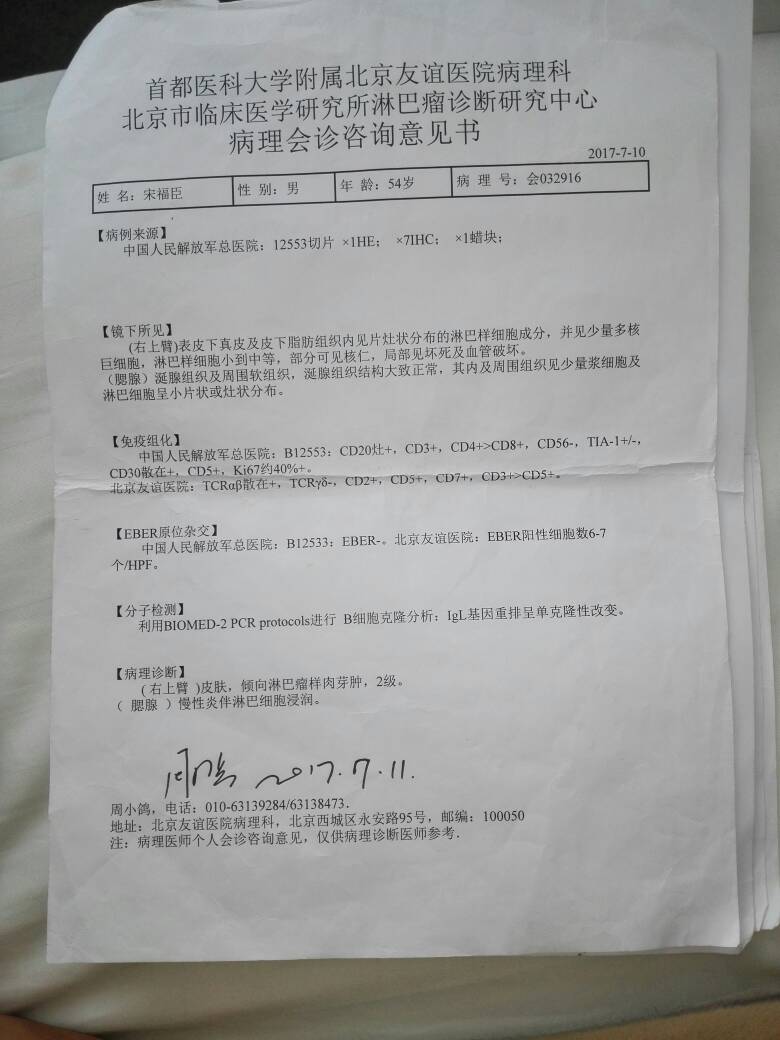 首都医科大学附属北京友谊医院病理科
北京市临床医学研究所淋巴瘤诊断研究中心
病理会诊咨询意见书
2017-7-10
姓 名：宋福臣 性 别：男 年 龄：54岁 病 理 号：会032916
【病例来源】
中国人民解放军总医院：12553切片 ×1HE； ×7IHC； ×1蜡块；
【镜下所见】
(右上臂)表皮下真皮及皮下脂肪组织内见片灶状分布的淋巴样细胞成分，并见少量多核
巨细胞，淋巴样细胞小到中等，部分可见核仁，局部见坏死及血管破坏。
（腮腺）涎腺组织及周围软组织，涎腺组织结构大致正常，其内及周围组织见少量浆细胞及
淋巴细胞呈小片状或灶状分布。
【免疫组化】
中国人民解放军总医院：B12553：CD20灶+，CD3+，CD4+>CD8+，CD56-，TIA-1+/-，
CD30散在+，CD5+，Ki67约40%+。
北京友谊医院：TCRαβ散在+，TCRγδ-，CD2+，CD5+，CD7+，CD3+>CD5+。
【EBER原位杂交】
中国人民解放军总医院：B12533：EBER-。北京友谊医院：EBER阳性细胞数6-7
个/HPF。
【分子检测】
利用BIOMED-2 PCR protocols进行 B细胞克隆分析：IgL基因重排呈单克隆性改变。
【病理诊断】
(右上臂 )皮肤，倾向淋巴瘤样肉芽肿，2级。
（ 腮腺 ）慢性炎伴淋巴细胞浸润。
2017.7.11.
周小鸽，电话：010-63139284/63138473.
地址：北京友谊医院病理科，北京西城区永安路95号，邮编：100050
注：病理医师个人会诊咨询意见，仅供病理诊断医师参考.